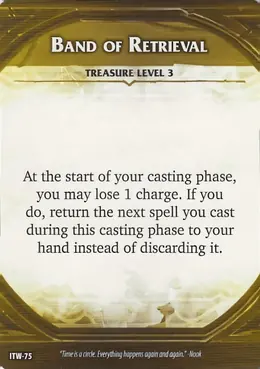 BAND OF RETRIEVAL
TREASURE LEVEL 3
At the start of your casting phase,
you may lose 1 charge. If you
do, return the next spell you cast
during this casting phase to your
hand instead of discarding it.
ITW-75
"Time is a circle. Everything happens again and again." -Nook